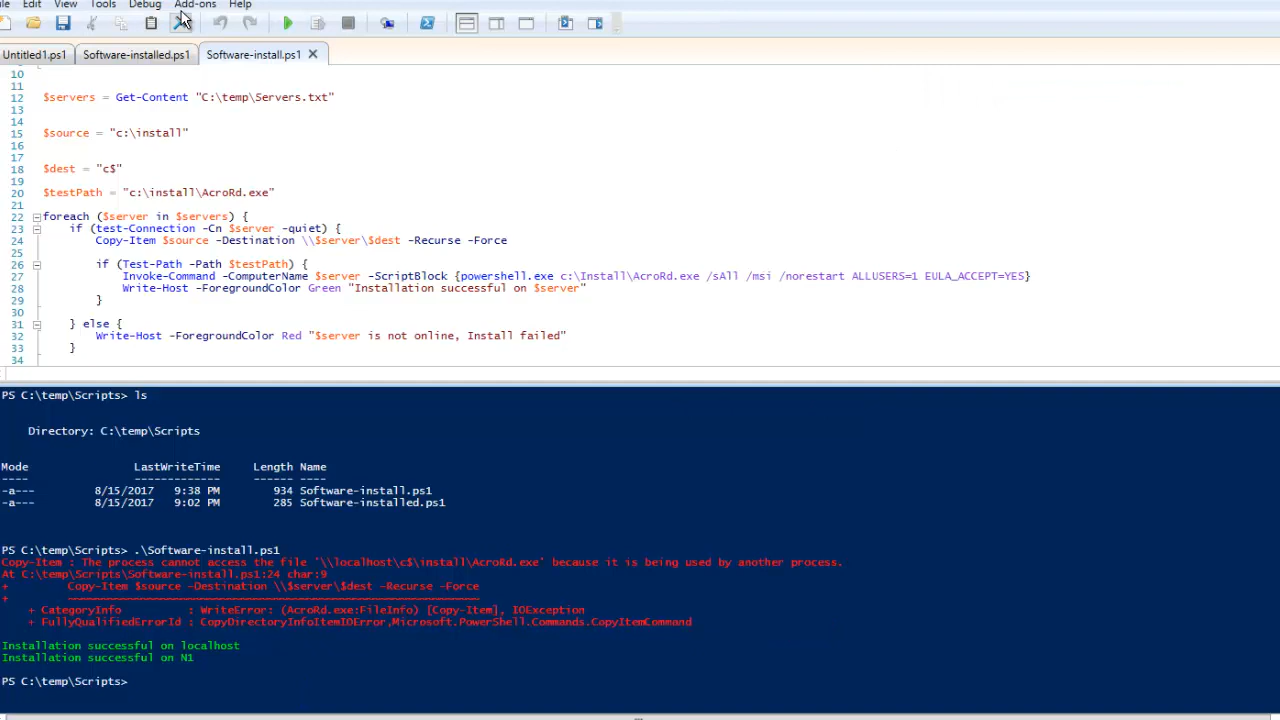 Edit View Tools Debug Add-ons Help
Untitled1.ps1 Software-installed.ps1 Software-install.ps1
10
11
12 $servers = Get-Content "C:\temp\Servers.txt"
13
14
15 $source = "c:\install"
16
17
18 $dest = "c$"
19
20 $testPath = "c:\install\AcroRd.exe"
21
22 foreach ($server in $servers) {
23 if (test-Connection -Cn $server -quiet) {
24 Copy-Item $source -Destination \\$server\$dest -Recurse -Force
25
26 if (Test-Path -Path $testPath) {
27 Invoke-Command -ComputerName $server -ScriptBlock {powershell.exe c:\Install\AcroRd.exe /sAll /msi /norestart ALLUSERS=1 EULA_ACCEPT=YES}
28 Write-Host -ForegroundColor Green "Installation successful on $server"
29 }
30
31 } else {
32 Write-Host -ForegroundColor Red "$server is not online, Install failed"
33 }
34
PS C:\temp\Scripts> ls
Directory: C:\temp\Scripts
Mode LastWriteTime Length Name
---- ------------- ------ ----
-a--- 8/15/2017 9:38 PM 934 Software-install.ps1
-a--- 8/15/2017 9:02 PM 285 Software-installed.ps1
PS C:\temp\Scripts> .\Software-install.ps1
Copy-Item : The process cannot access the file '\\localhost\c$\install\AcroRd.exe' because it is being used by another process.
At C:\temp\Scripts\Software-install.ps1:24 char:9
+ Copy-Item $source -Destination \\$server\$dest -Recurse -Force
+ ~~~~~~~~~~~~~~~~~~~~~~~~~~~~~~~~~~~~~~~~~~~~~~~~~~~~~~~~~~~~~~
+ CategoryInfo : WriteError: (AcroRd.exe:FileInfo) [Copy-Item], IOException
+ FullyQualifiedErrorId : CopyDirectoryInfoItemIOError,Microsoft.PowerShell.Commands.CopyItemCommand
Installation successful on localhost
Installation successful on N1
PS C:\temp\Scripts>